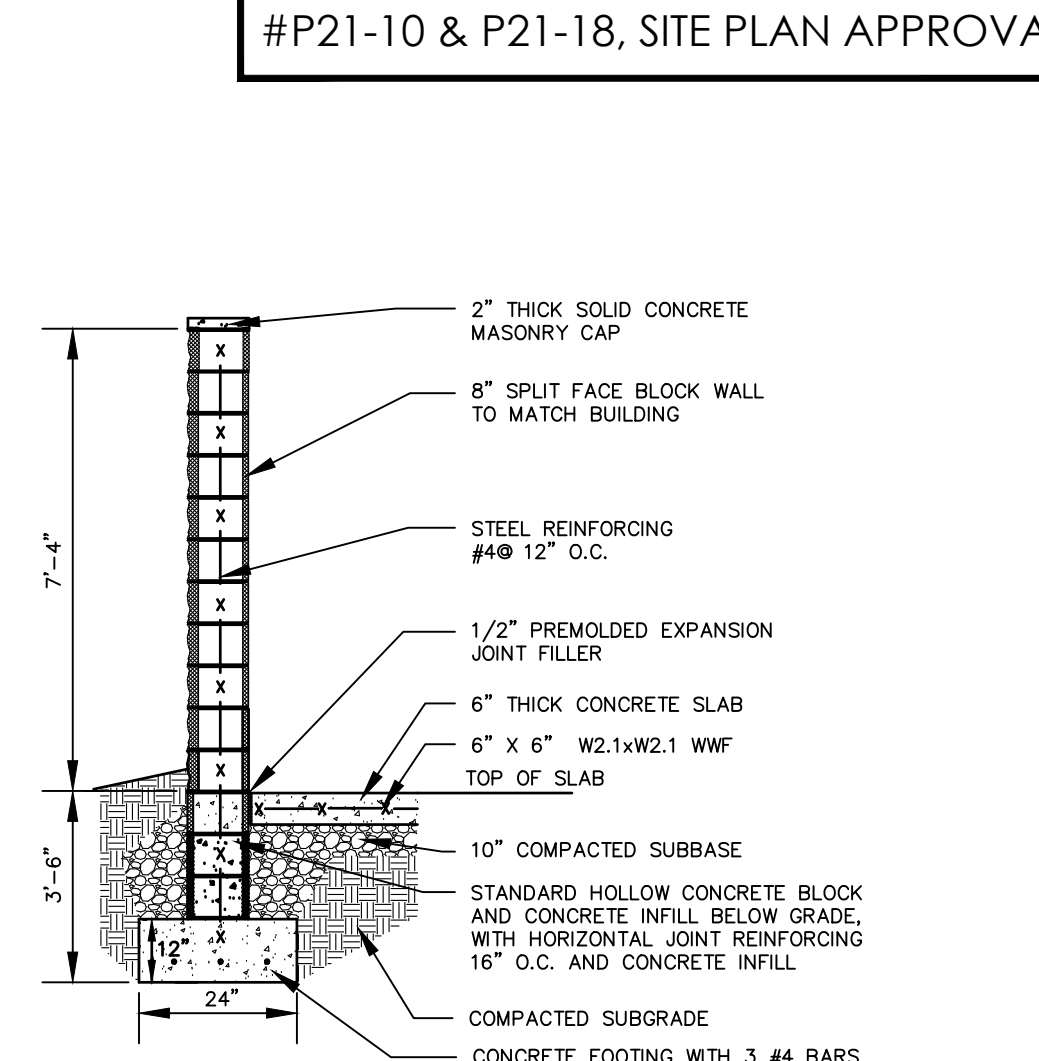 #P21-10 & P21-18, SITE PLAN APPROVA
2" THICK SOLID CONCRETE
MASONRY CAP
8" SPLIT FACE BLOCK WALL
TO MATCH BUILDING
7'-4"
STEEL REINFORCING
#4@ 12" O.C.
1/2" PREMOLDED EXPANSION
JOINT FILLER
6" THICK CONCRETE SLAB
6" X 6" W2.1xW2.1 WWF
TOP OF SLAB
3'-6"
10" COMPACTED SUBBASE
STANDARD HOLLOW CONCRETE BLOCK
AND CONCRETE INFILL BELOW GRADE,
WITH HORIZONTAL JOINT REINFORCING
16" O.C. AND CONCRETE INFILL
12"
24"
COMPACTED SUBGRADE
CONCRETE FOOTING WITH 3 #4 BARS